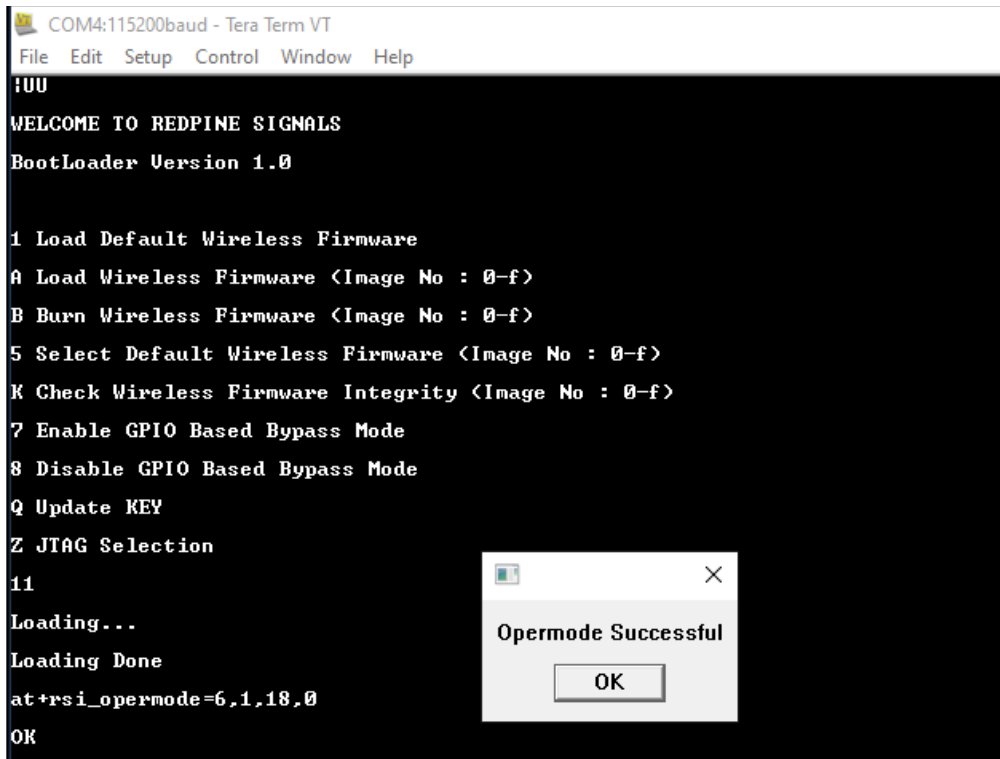 COM4:115200baud - Tera Term VT
File Edit Setup Control Window Help
¦UU
WELCOME TO REDPINE SIGNALS
BootLoader Version 1.0
1 Load Default Wireless Firmware
A Load Wireless Firmware (Image No : 0-f)
B Burn Wireless Firmware (Image No : 0-f)
5 Select Default Wireless Firmware (Image No : 0-f)
K Check Wireless Firmware Integrity (Image No : 0-f)
7 Enable GPIO Based Bypass Mode
8 Disable GPIO Based Bypass Mode
Q Update KEY
Z JTAG Selection
11
Loading...
Loading Done
at+rsi_opermode=6,1,18,0
OK
Opermode Successful
OK